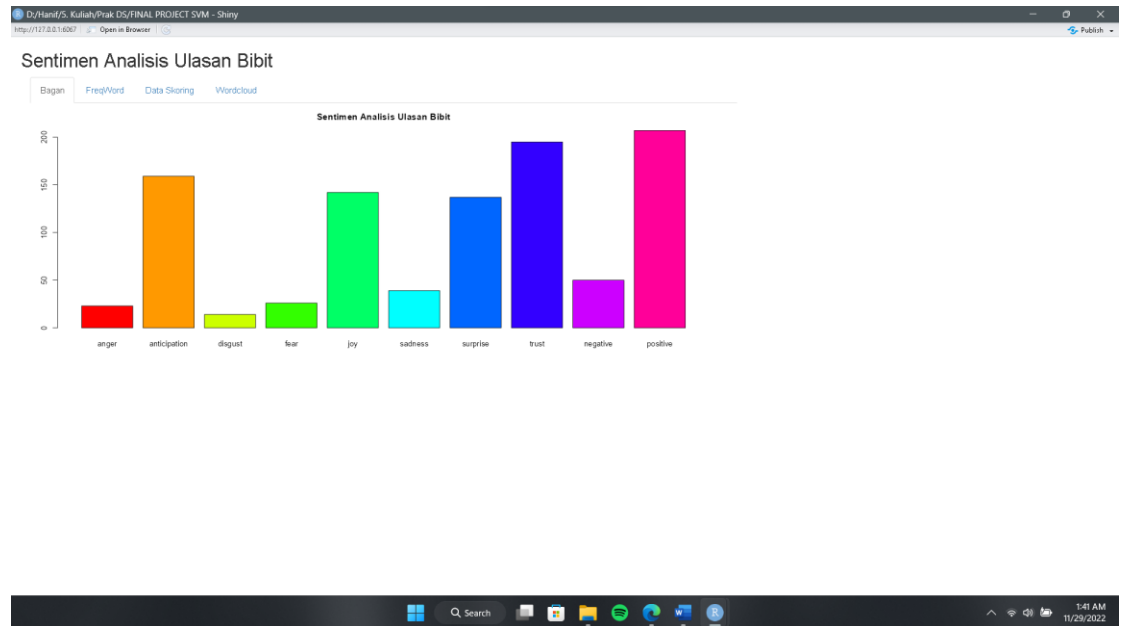 D:/Hanif/5. Kuliah/Prak DS/FINAL PROJECT SVM - Shiny
http://127.0.0.1:6067 Open in Browser
Publish
Sentimen Analisis Ulasan Bibit
Bagan FreqWord Data Skoring Wordcloud
Sentimen Analisis Ulasan Bibit
200
150
100
50
0
anger anticipation disgust fear joy sadness surprise trust negative positive
Search
1:41 AM
11/29/2022